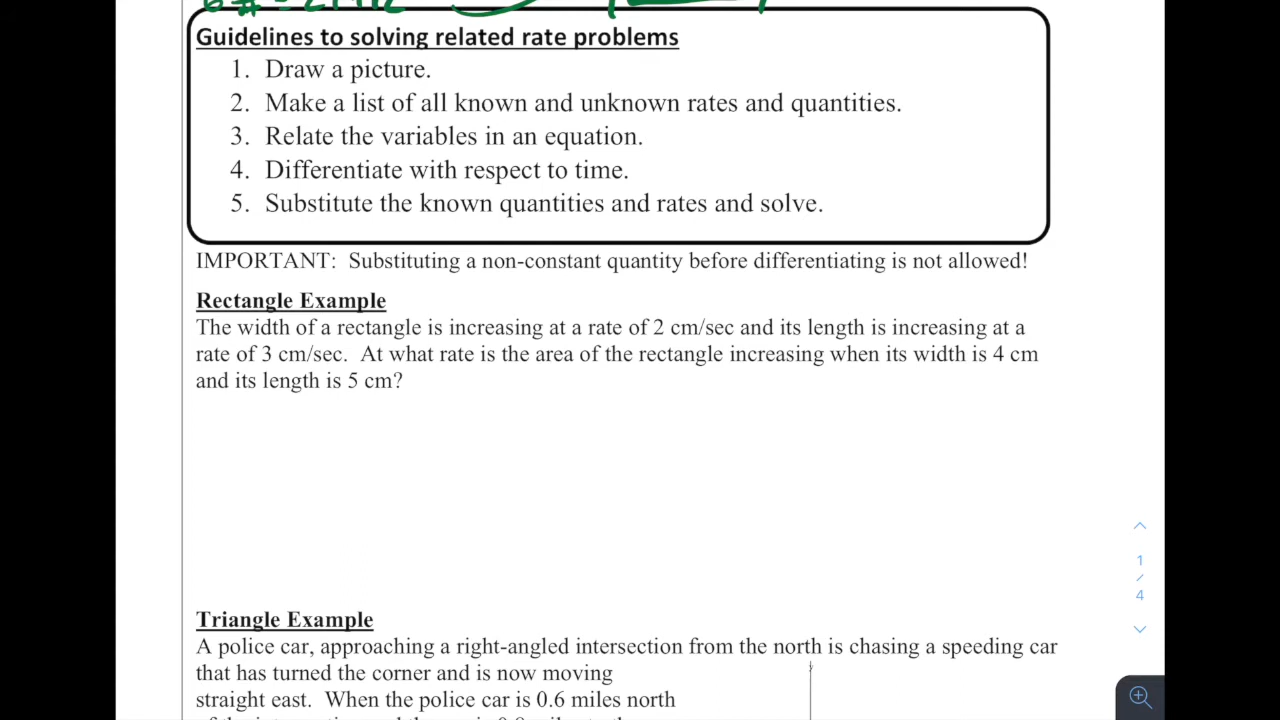 Guidelines to solving related rate problems
1. Draw a picture.
2. Make a list of all known and unknown rates and quantities.
3. Relate the variables in an equation.
4. Differentiate with respect to time.
5. Substitute the known quantities and rates and solve.
IMPORTANT: Substituting a non-constant quantity before differentiating is not allowed!
Rectangle Example
The width of a rectangle is increasing at a rate of 2 cm/sec and its length is increasing at a
rate of 3 cm/sec. At what rate is the area of the rectangle increasing when its width is 4 cm
and its length is 5 cm?
1
/
4
Triangle Example
A police car, approaching a right-angled intersection from the north is chasing a speeding car
that has turned the corner and is now moving
straight east. When the police car is 0.6 miles north